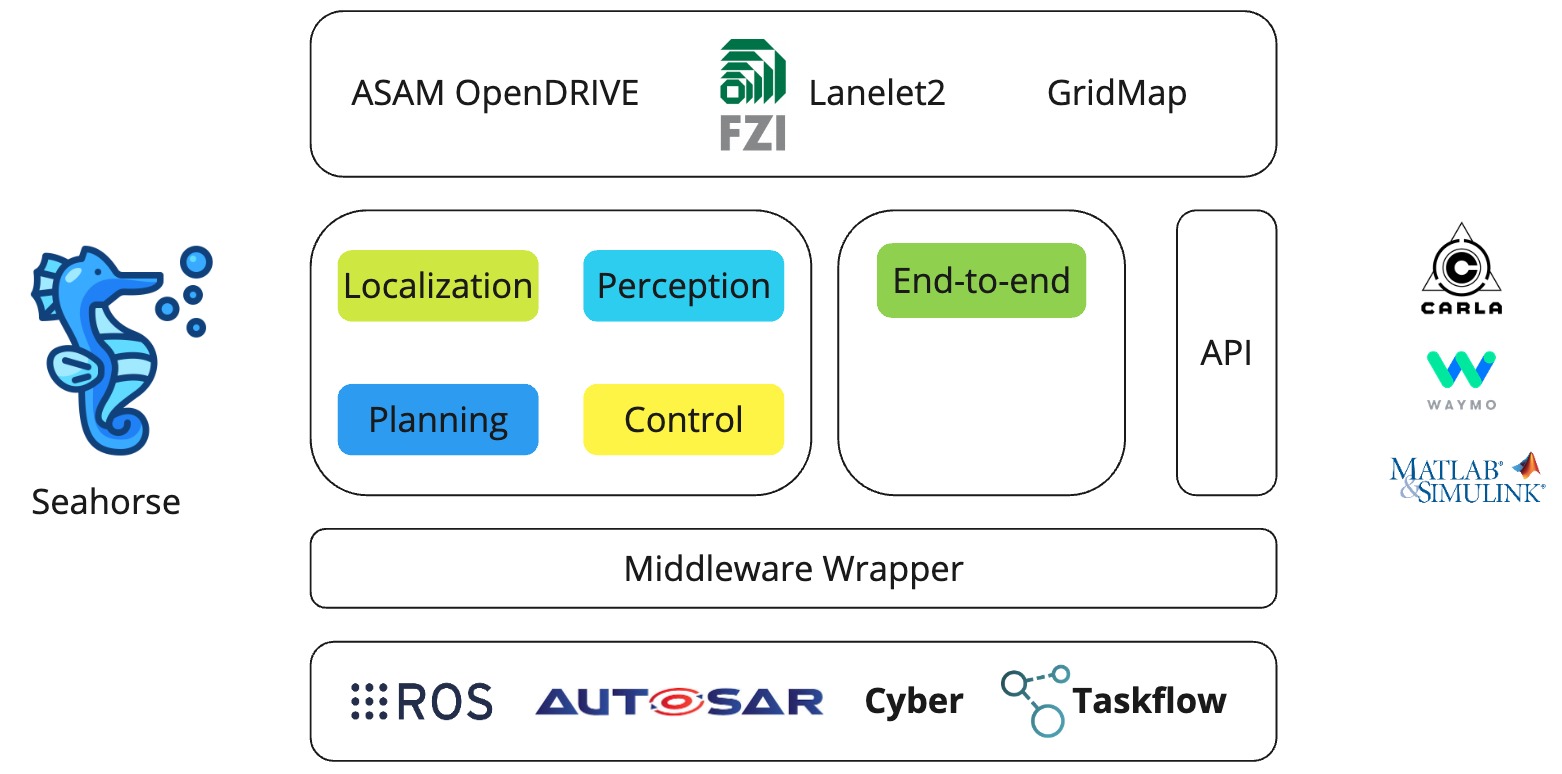 ASAM OpenDRIVE
FZI
Lanelet2
GridMap
Localization
Perception
End-to-end
API
Planning
Control
CARLA
WAYMO
MATLAB®
&SIMULINK®
Seahorse
Middleware Wrapper
ROS
AUTOSAR
Cyber
Taskflow